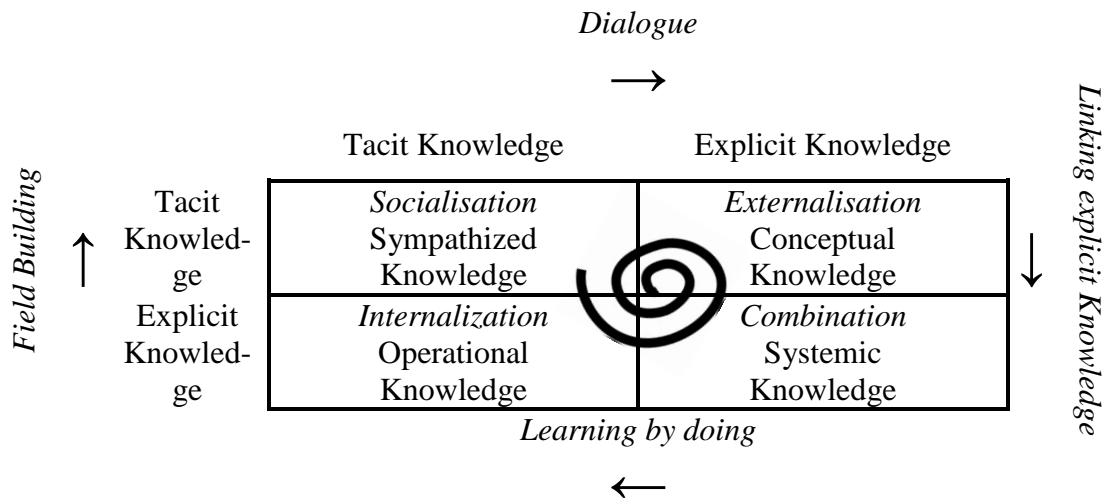 Dialogue
→
Tacit Knowledge Explicit Knowledge
Field Building
↑
Tacit
Knowled-
ge
Socialisation
Sympathized
Knowledge
Externalisation
Conceptual
Knowledge
↓
Linking explicit Knowledge
Explicit
Knowled-
ge
Internalization
Operational
Knowledge
Combination
Systemic
Knowledge
Learning by doing
←